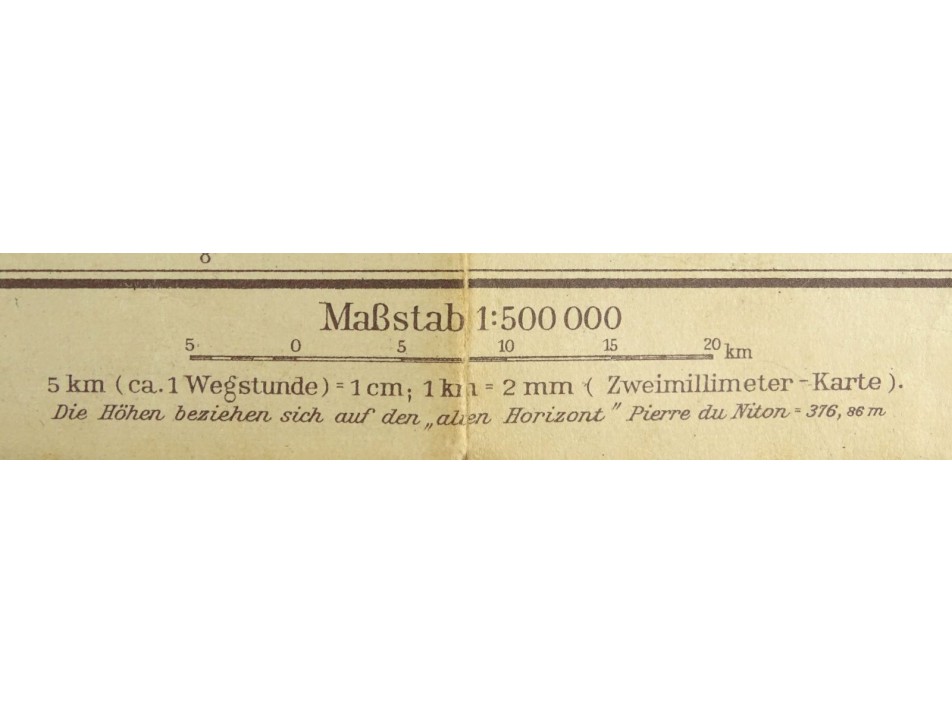 8
Maßstab 1:500 000
5 0 5 10 15 20 km
5 km (ca. 1 Wegstunde) = 1 cm; 1 km = 2 mm ( Zweimillimeter-Karte ).
Die Höhen beziehen sich auf den „alten Horizont" Pierre du Niton = 376, 86 m